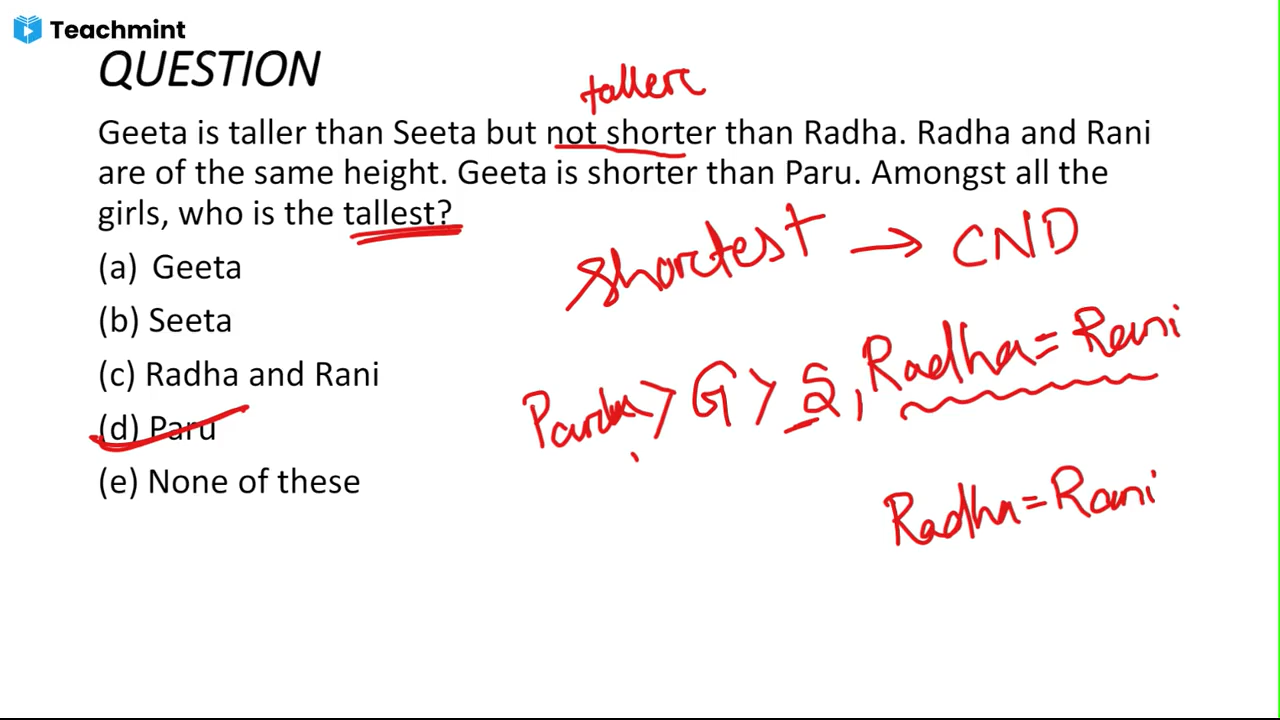 Teachmint
QUESTION
taller
Geeta is taller than Seeta but not shorter than Radha. Radha and Rani
are of the same height. Geeta is shorter than Paru. Amongst all the
girls, who is the tallest?
shortest → CND
(a) Geeta
(b) Seeta
(c) Radha and Rani
(d) Paru
(e) None of these
> G > S, Radha = Rani
Radha = Rani